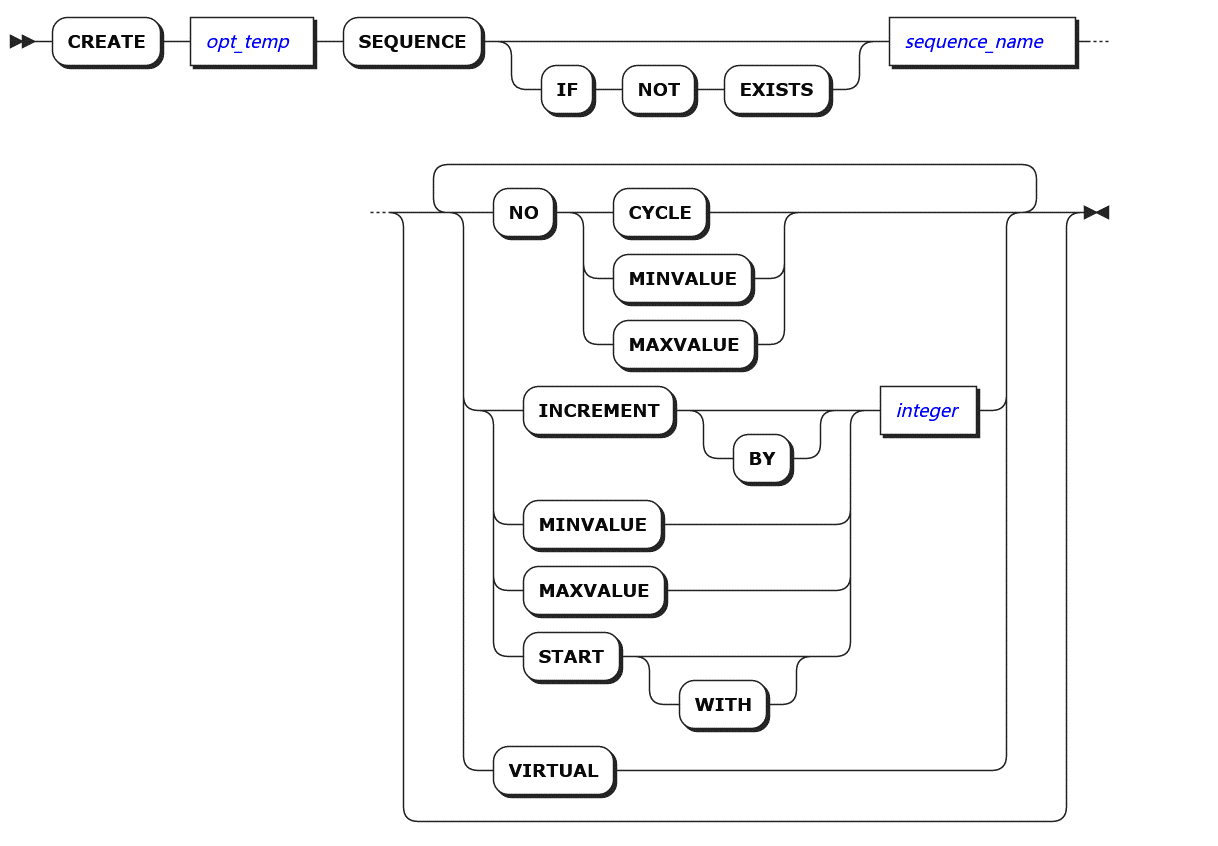 CREATE opt_temp SEQUENCE sequence_name
IF NOT EXISTS
NO CYCLE
MINVALUE
MAXVALUE
INCREMENT integer
BY
MINVALUE
MAXVALUE
START
WITH
VIRTUAL